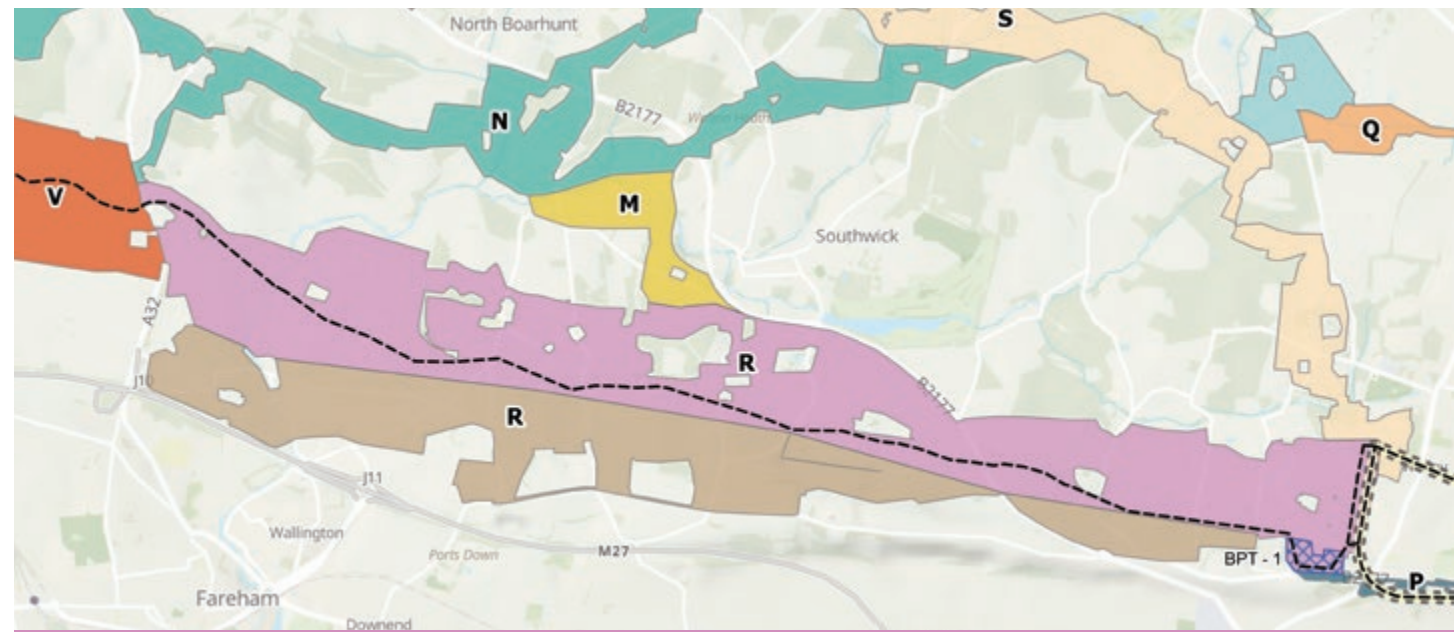 North Boarhunt
S
N
B2177
Q
V
M
Southwick
A32
R
B2177
J10
R
J11
Wallington
Ports Down
M27
BPT - 1
P
Fareham
Downend